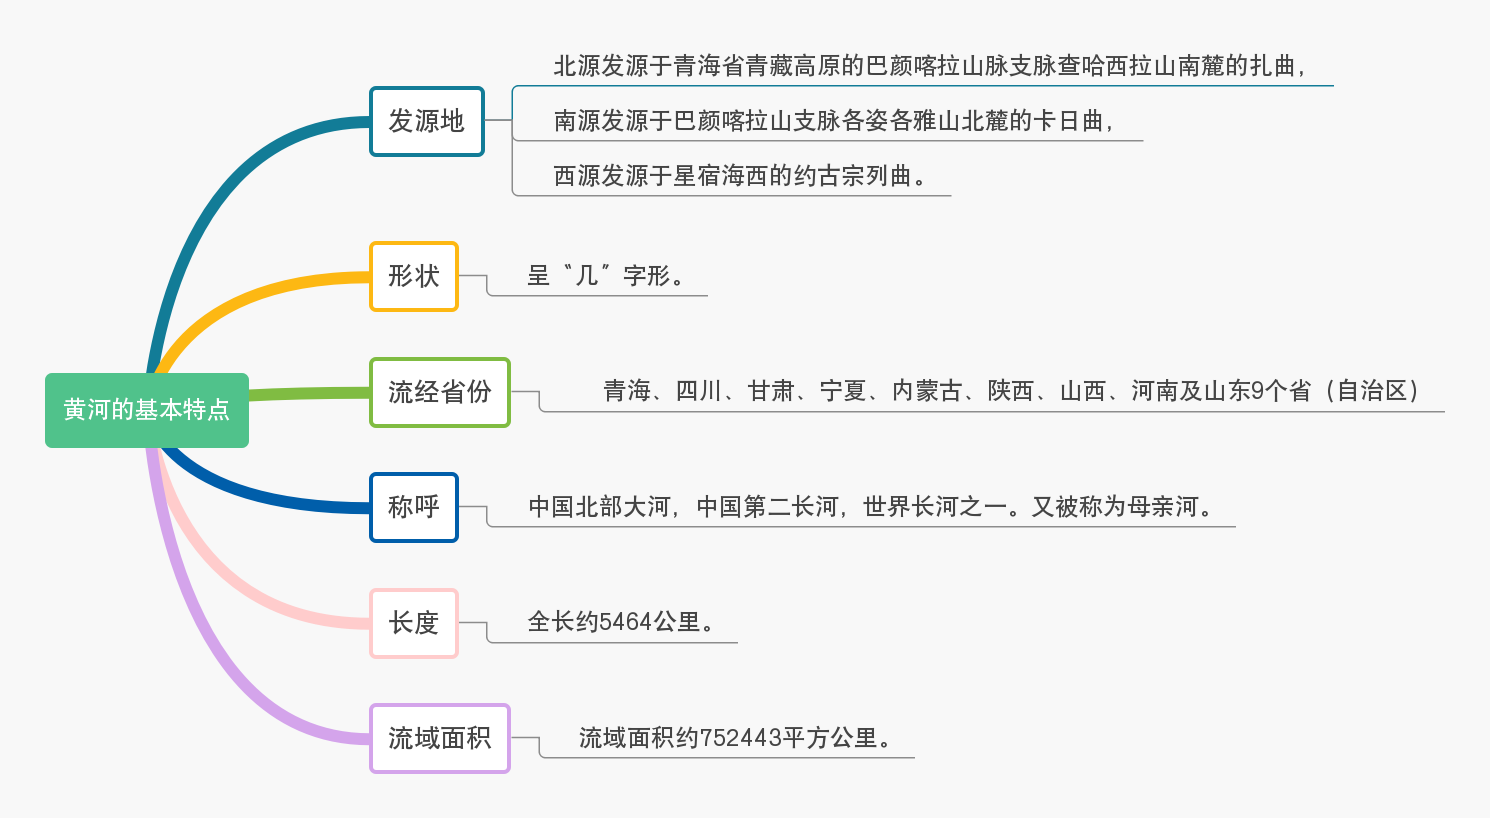 黄河的基本特点
发源地
北源发源于青海省青藏高原的巴颜喀拉山脉支脉查哈西拉山南麓的扎曲，
南源发源于巴颜喀拉山支脉各姿各雅山北麓的卡日曲，
西源发源于星宿海西的约古宗列曲。
形状
呈〝几〞字形。
流经省份
青海、四川、甘肃、宁夏、内蒙古、陕西、山西、河南及山东9个省（自治区）
称呼
中国北部大河，中国第二长河，世界长河之一。又被称为母亲河。
长度
全长约5464公里。
流域面积
流域面积约752443平方公里。